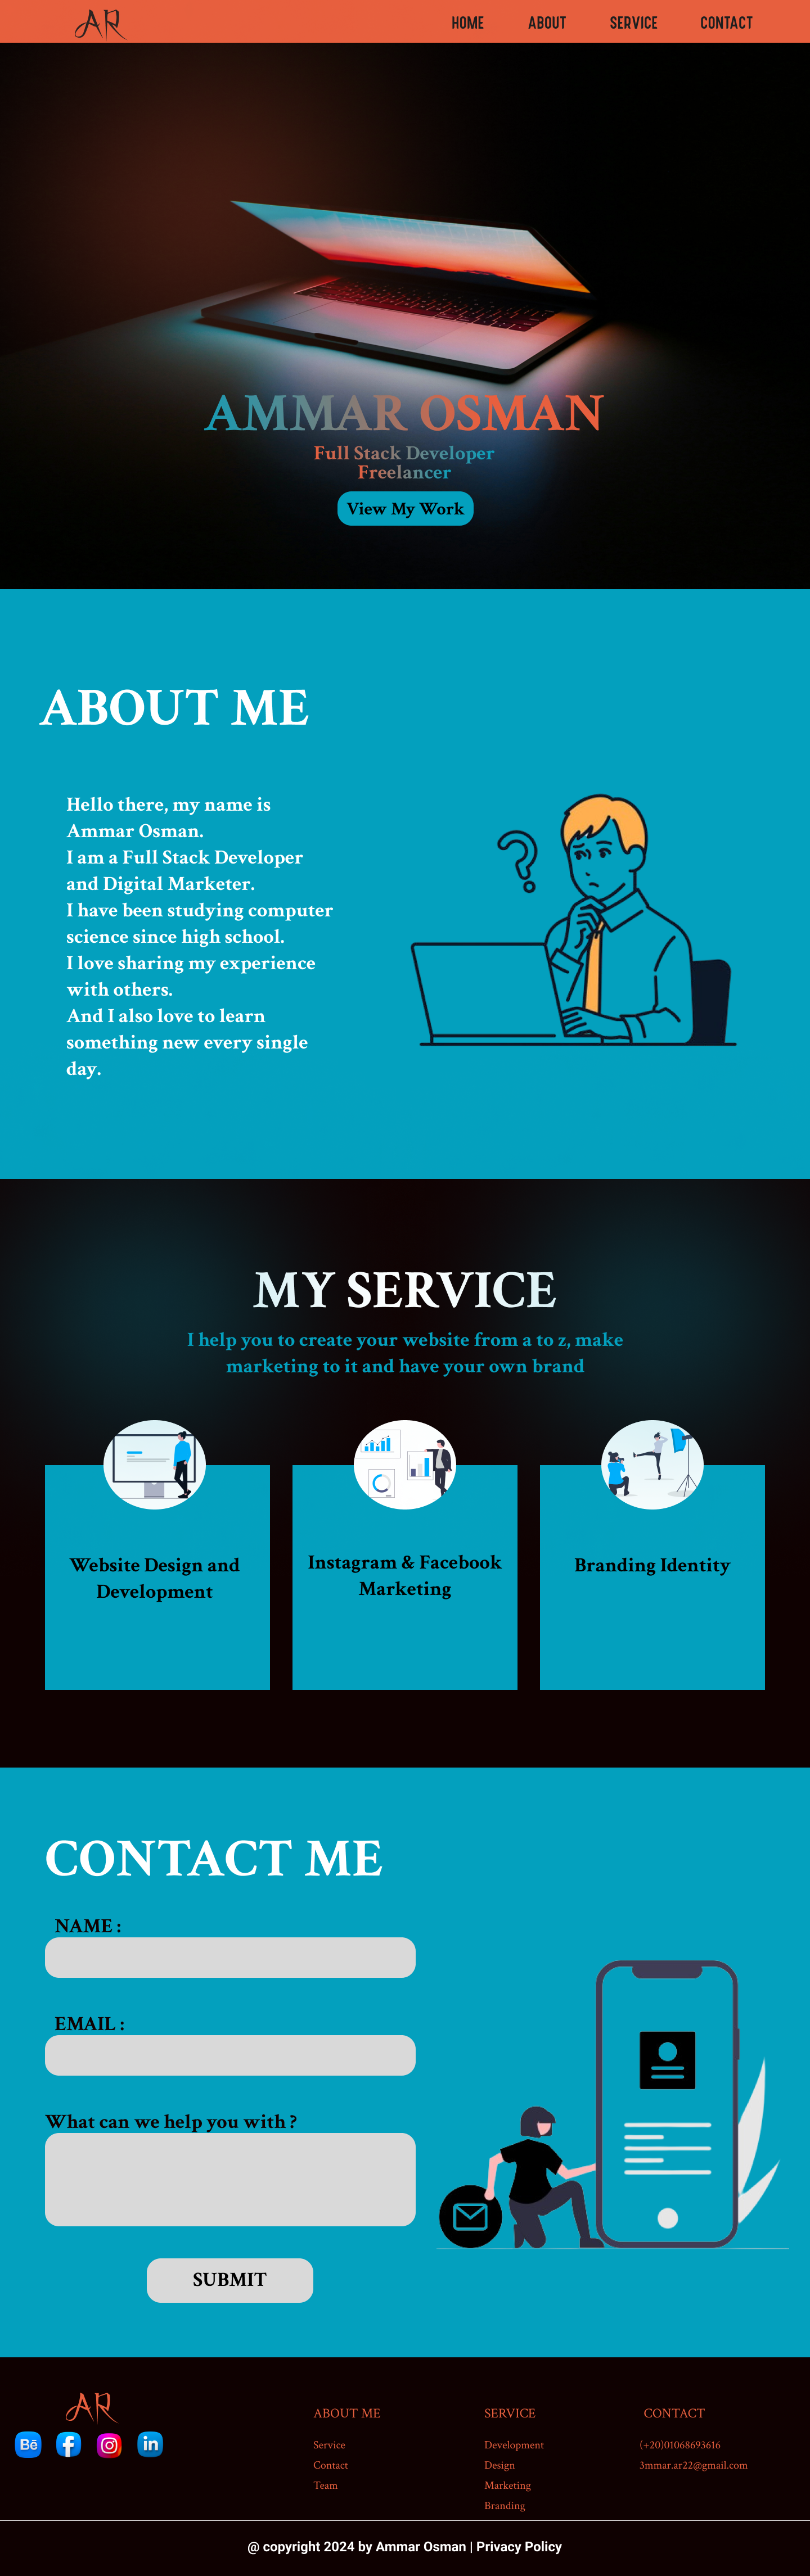 AR
HOME ABOUT SERVICE CONTACT
AMMAR OSMAN
Full Stack Developer
Freelancer
View My Work
ABOUT ME
Hello there, my name is
Ammar Osman.
I am a Full Stack Developer
and Digital Marketer.
I have been studying computer
science since high school.
I love sharing my experience
with others.
And I also love to learn
something new every single
day.
MY SERVICE
I help you to create your website from a to z, make
marketing to it and have your own brand
Website Design and
Development
Instagram & Facebook
Marketing
Branding Identity
CONTACT ME
NAME :
EMAIL :
What can we help you with ?
SUBMIT
AR
Bē
f
in
ABOUT ME
Service
Contact
Team
SERVICE
Development
Design
Marketing
Branding
CONTACT
(+20)01068693616
3mmar.ar22@gmail.com
@ copyright 2024 by Ammar Osman | Privacy Policy